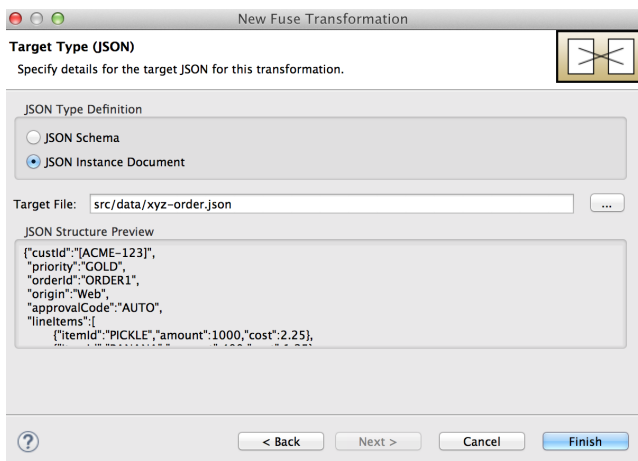 New Fuse Transformation
Target Type (JSON)
Specify details for the target JSON for this transformation.
JSON Type Definition
JSON Schema
JSON Instance Document
Target File: src/data/xyz-order.json ...
JSON Structure Preview
{"custId":"[ACME-123]",
"priority":"GOLD",
"orderId":"ORDER1",
"origin":"Web",
"approvalCode":"AUTO",
"lineItems":[
{"itemId":"PICKLE","amount":1000,"cost":2.25},
? < Back Next > Cancel Finish